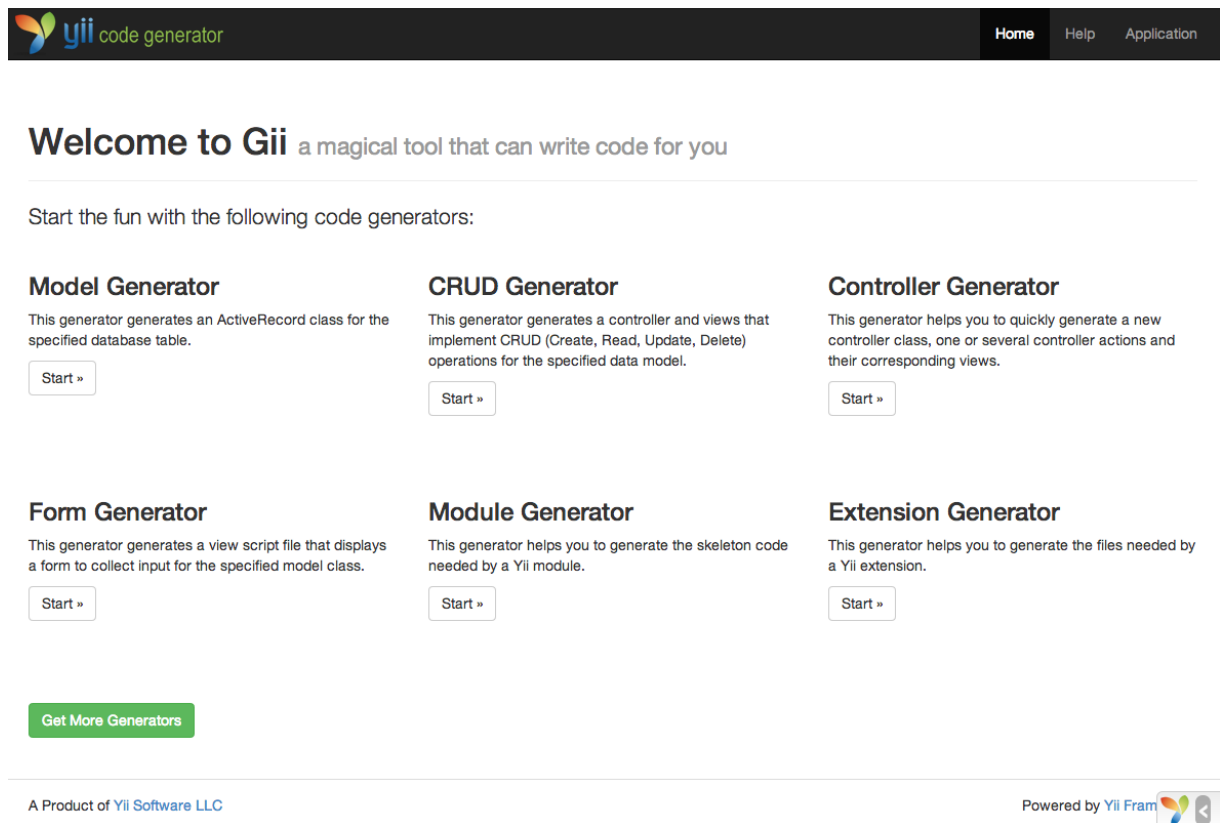 yii code generator
Home Help Application
Welcome to Gii a magical tool that can write code for you
Start the fun with the following code generators:
Model Generator
This generator generates an ActiveRecord class for the
specified database table.
Start »
CRUD Generator
This generator generates a controller and views that
implement CRUD (Create, Read, Update, Delete)
operations for the specified data model.
Start »
Controller Generator
This generator helps you to quickly generate a new
controller class, one or several controller actions and
their corresponding views.
Start »
Form Generator
This generator generates a view script file that displays
a form to collect input for the specified model class.
Start »
Module Generator
This generator helps you to generate the skeleton code
needed by a Yii module.
Start »
Extension Generator
This generator helps you to generate the files needed by
a Yii extension.
Start »
Get More Generators
A Product of Yii Software LLC
Powered by Yii Fram